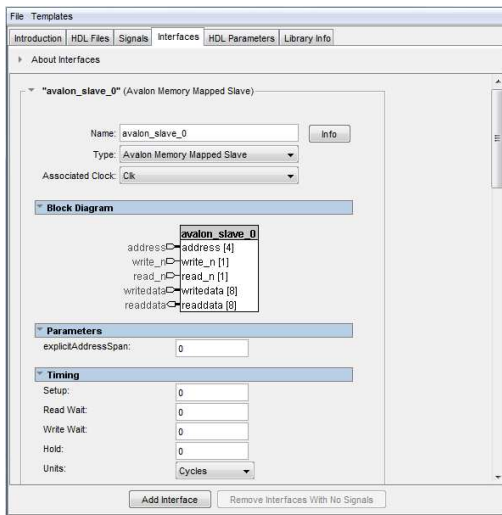 File Templates
Introduction HDL Files Signals Interfaces HDL Parameters Library Info
About Interfaces
"avalon_slave_0" (Avalon Memory Mapped Slave)
Name: avalon_slave_0 Info
Type: Avalon Memory Mapped Slave
Associated Clock: Clk
Block Diagram
avalon_slave_0
address address [4]
write_n write_n [1]
read_n read_n [1]
writedata writedata [8]
readdata readdata [8]
Parameters
explicitAddressSpan: 0
Timing
Setup: 0
Read Wait: 0
Write Wait: 0
Hold: 0
Units: Cycles
Add Interface Remove Interfaces With No Signals